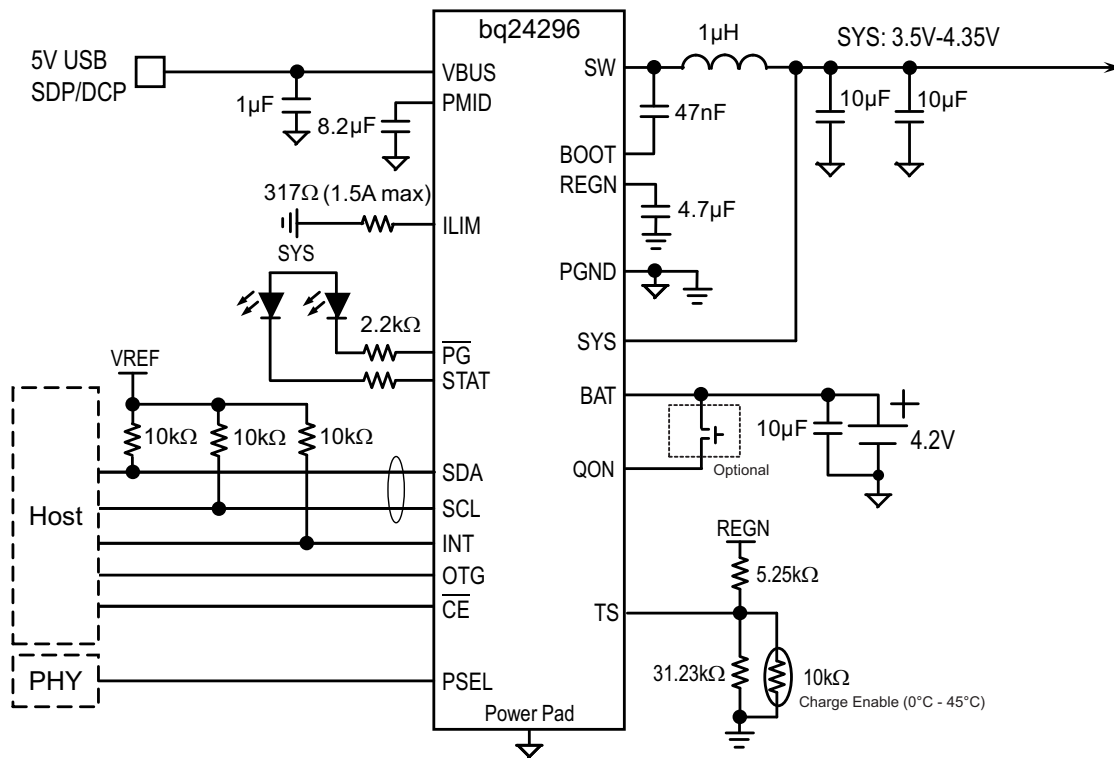 bq24296
5V USB
SDP/DCP
1µF
8.2µF
VBUS
PMID
317Ω (1.5A max)
ILIM
SYS
2.2kΩ
PG
STAT
VREF
10kΩ
10kΩ
10kΩ
Host
SDA
SCL
INT
OTG
CE
PHY
PSEL
Power Pad
SW
1µH
SYS: 3.5V-4.35V
47nF
10µF
10µF
BOOT
REGN
4.7µF
PGND
SYS
BAT
10µF
4.2V
QON
Optional
REGN
5.25kΩ
TS
31.23kΩ
10kΩ
Charge Enable (0°C - 45°C)